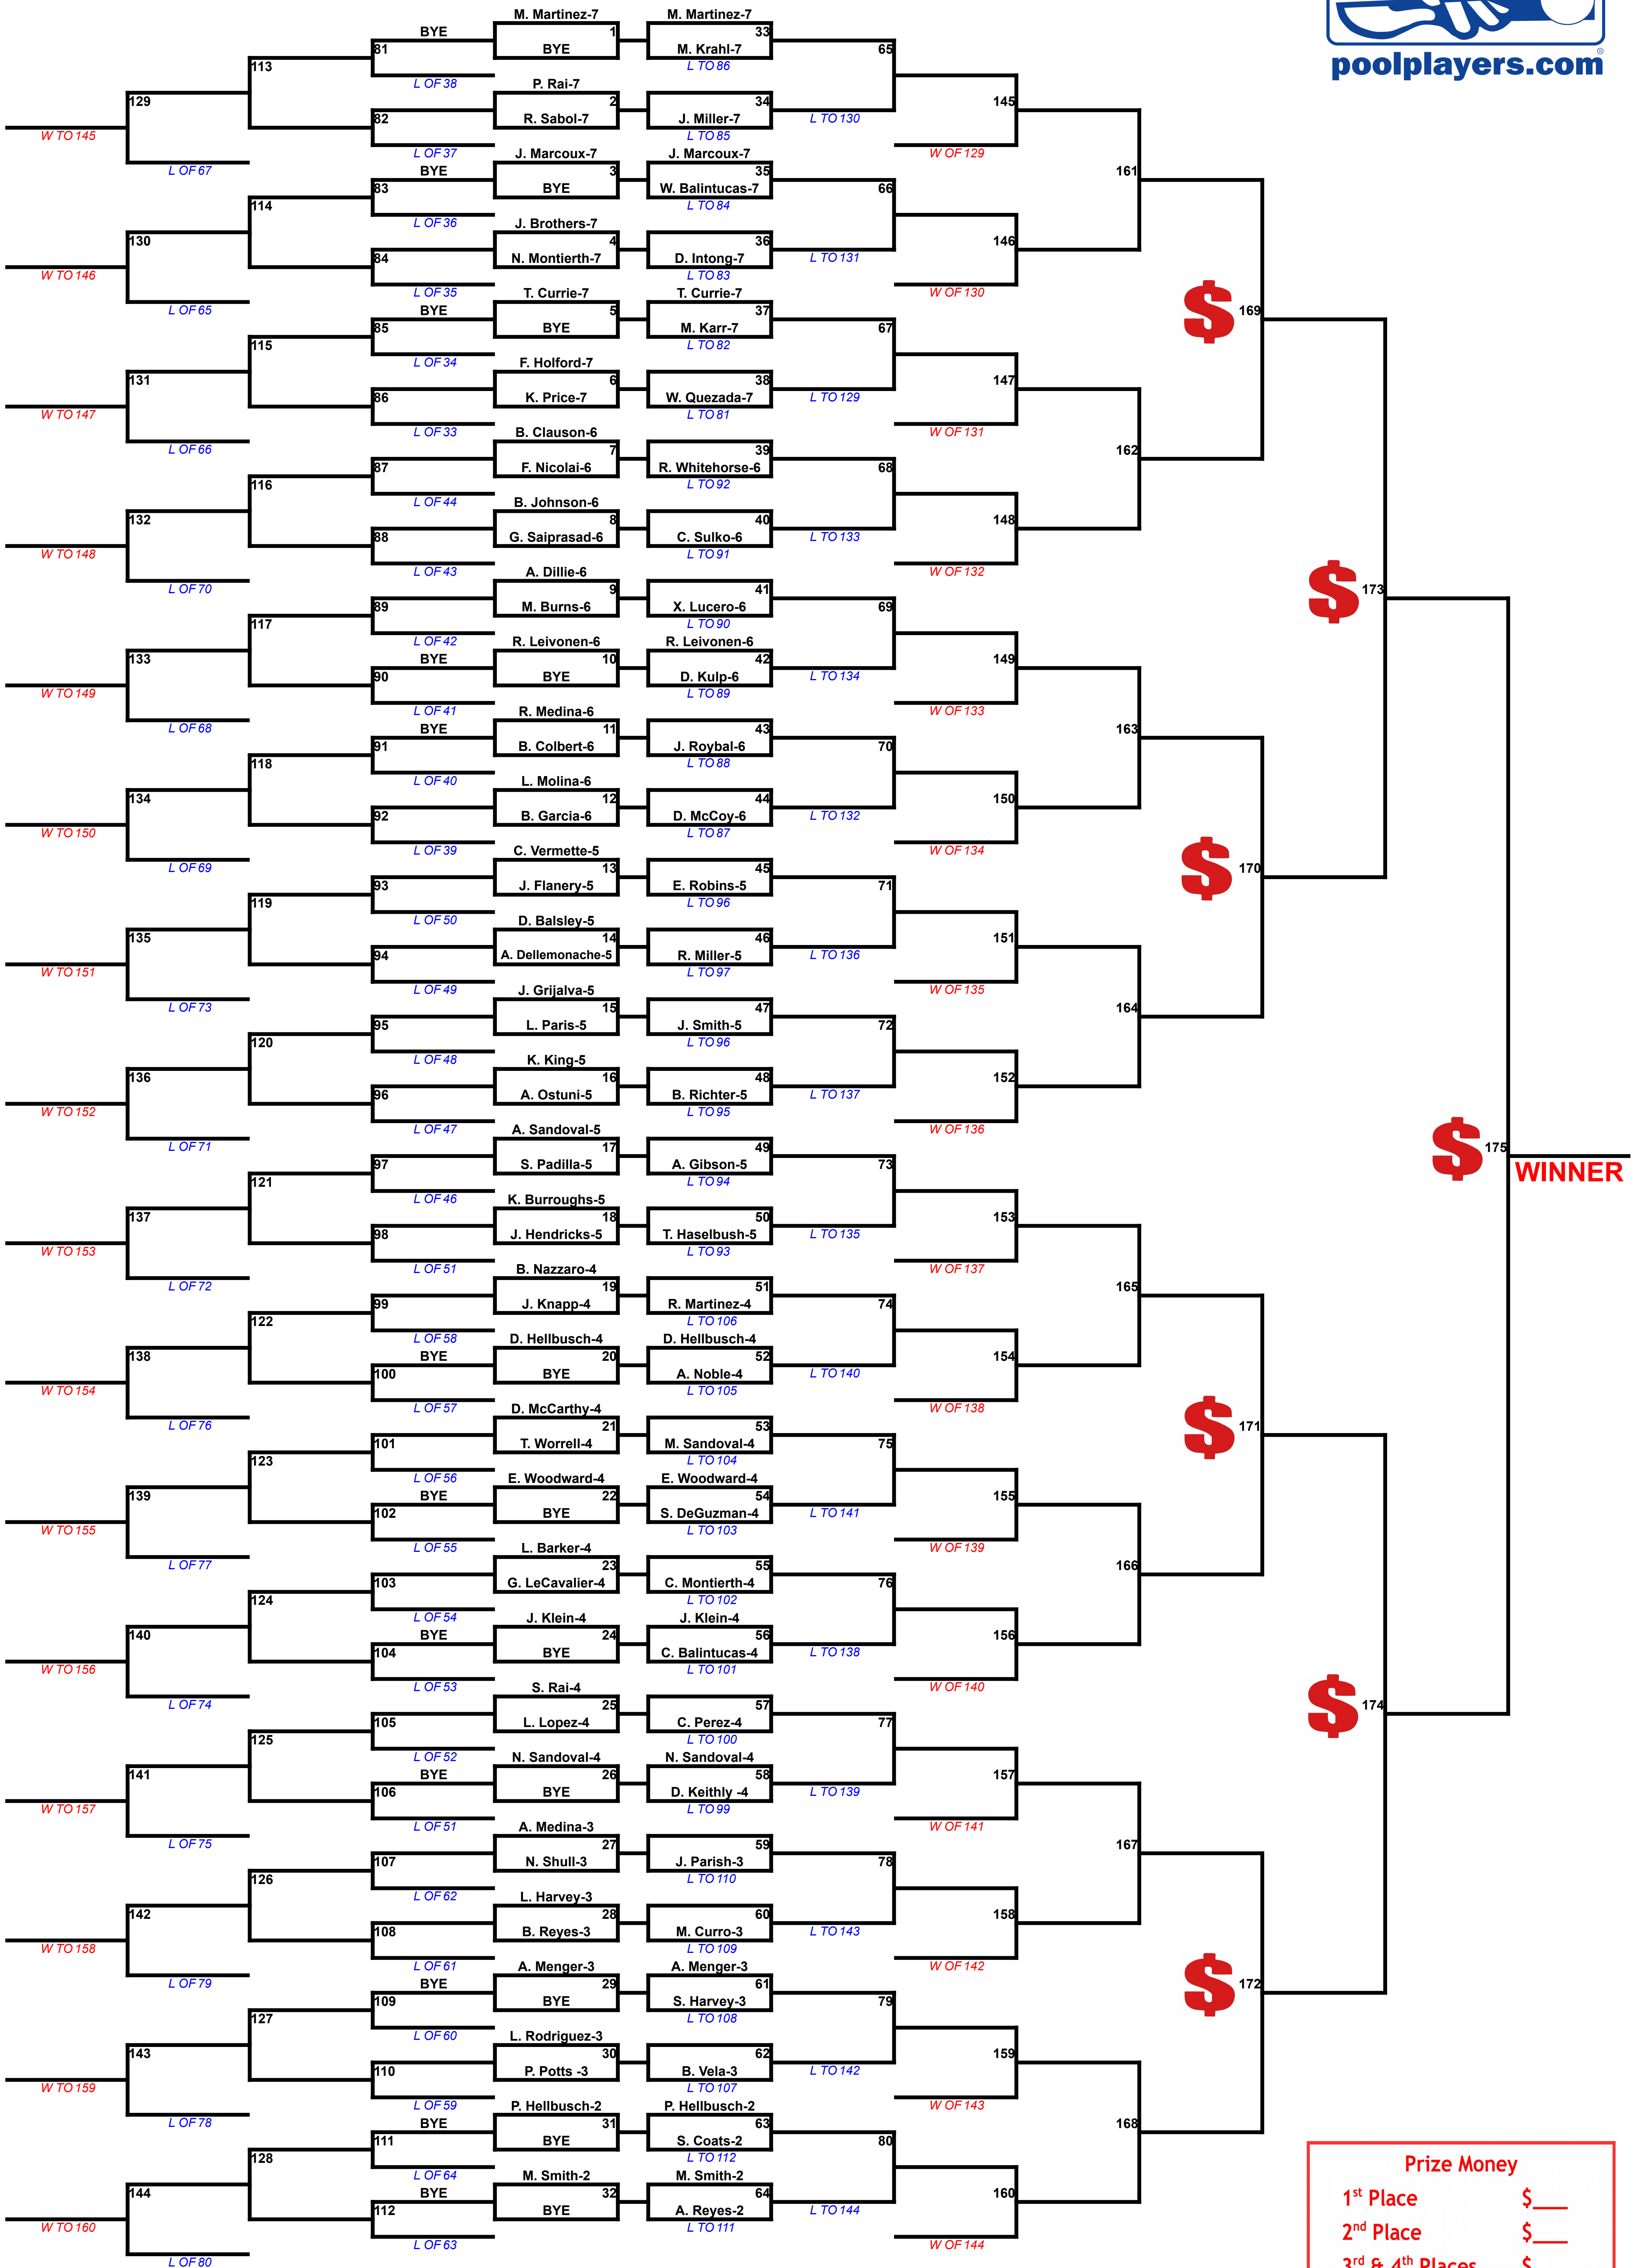 poolplayers.com
®
W TO 145
W TO 146
W TO 147
W TO 148
W TO 149
W TO 150
W TO 151
W TO 152
W TO 153
W TO 154
W TO 155
W TO 156
W TO 157
W TO 158
W TO 159
W TO 160
129
L OF 67
130
L OF 65
131
L OF 66
132
L OF 70
133
L OF 68
134
L OF 69
135
L OF 73
136
L OF 71
137
L OF 72
138
L OF 76
139
L OF 77
140
L OF 74
141
L OF 75
142
L OF 79
143
L OF 78
144
L OF 80
113
114
115
116
117
118
119
120
121
122
123
124
125
126
127
128
BYE
81
L OF 38
82
L OF 37
BYE
83
L OF 36
84
L OF 35
BYE
85
L OF 34
86
L OF 33
87
L OF 44
88
L OF 43
89
L OF 42
BYE
90
L OF 41
BYE
91
L OF 40
92
L OF 39
93
L OF 50
94
L OF 49
95
L OF 48
96
L OF 47
97
L OF 46
98
L OF 51
99
L OF 58
BYE
100
L OF 57
101
L OF 56
BYE
102
L OF 55
103
L OF 54
BYE
104
L OF 53
105
L OF 52
BYE
106
L OF 51
107
L OF 62
108
L OF 61
BYE
109
L OF 60
110
L OF 59
BYE
111
L OF 64
BYE
112
L OF 63
M. Martinez-7
1
BYE
P. Rai-7
2
R. Sabol-7
J. Marcoux-7
3
BYE
J. Brothers-7
4
N. Montierth-7
T. Currie-7
5
BYE
F. Holford-7
6
K. Price-7
B. Clauson-6
7
F. Nicolai-6
B. Johnson-6
8
G. Saiprasad-6
A. Dillie-6
9
M. Burns-6
R. Leivonen-6
10
BYE
R. Medina-6
11
B. Colbert-6
L. Molina-6
12
B. Garcia-6
C. Vermette-5
13
J. Flanery-5
D. Balsley-5
14
A. Dellemonache-5
J. Grijalva-5
15
L. Paris-5
K. King-5
16
A. Ostuni-5
A. Sandoval-5
17
S. Padilla-5
K. Burroughs-5
18
J. Hendricks-5
B. Nazzaro-4
19
J. Knapp-4
D. Hellbusch-4
20
BYE
D. McCarthy-4
21
T. Worrell-4
E. Woodward-4
22
BYE
L. Barker-4
23
G. LeCavalier-4
J. Klein-4
24
BYE
S. Rai-4
25
L. Lopez-4
N. Sandoval-4
26
BYE
A. Medina-3
27
N. Shull-3
L. Harvey-3
28
B. Reyes-3
A. Menger-3
29
BYE
L. Rodriguez-3
30
P. Potts -3
P. Hellbusch-2
31
BYE
M. Smith-2
32
BYE
M. Martinez-7
33
M. Krahl-7
L TO 86
34
J. Miller-7
L TO 85
J. Marcoux-7
35
W. Balintucas-7
L TO 84
36
D. Intong-7
L TO 83
T. Currie-7
37
M. Karr-7
L TO 82
38
W. Quezada-7
L TO 81
39
R. Whitehorse-6
L TO 92
40
C. Sulko-6
L TO 91
41
X. Lucero-6
L TO 90
R. Leivonen-6
42
D. Kulp-6
L TO 89
43
J. Roybal-6
L TO 88
44
D. McCoy-6
L TO 87
45
E. Robins-5
L TO 96
46
R. Miller-5
L TO 97
47
J. Smith-5
L TO 96
48
B. Richter-5
L TO 95
49
A. Gibson-5
L TO 94
50
T. Haselbush-5
L TO 93
51
R. Martinez-4
L TO 106
D. Hellbusch-4
52
A. Noble-4
L TO 105
53
M. Sandoval-4
L TO 104
E. Woodward-4
54
S. DeGuzman-4
L TO 103
55
C. Montierth-4
L TO 102
J. Klein-4
56
C. Balintucas-4
L TO 101
57
C. Perez-4
L TO 100
N. Sandoval-4
58
D. Keithly -4
L TO 99
59
J. Parish-3
L TO 110
60
M. Curro-3
L TO 109
A. Menger-3
61
S. Harvey-3
L TO 108
62
B. Vela-3
L TO 107
P. Hellbusch-2
63
S. Coats-2
L TO 112
M. Smith-2
64
A. Reyes-2
L TO 111
65
L TO 130
66
L TO 131
67
L TO 129
68
L TO 133
69
L TO 134
70
L TO 132
71
L TO 136
72
L TO 137
73
L TO 135
74
L TO 140
75
L TO 141
76
L TO 138
77
L TO 139
78
L TO 143
79
L TO 142
80
L TO 144
145
W OF 129
146
W OF 130
147
W OF 131
148
W OF 132
149
W OF 133
150
W OF 134
151
W OF 135
152
W OF 136
153
W OF 137
154
W OF 138
155
W OF 139
156
W OF 140
157
W OF 141
158
W OF 142
159
W OF 143
160
W OF 144
161
162
163
164
165
166
167
168
$ 169
$ 170
$ 171
$ 172
$ 173
$ 174
$ 175
WINNER
Prize Money
1st Place $___
2nd Place $___
3rd & 4th Places $